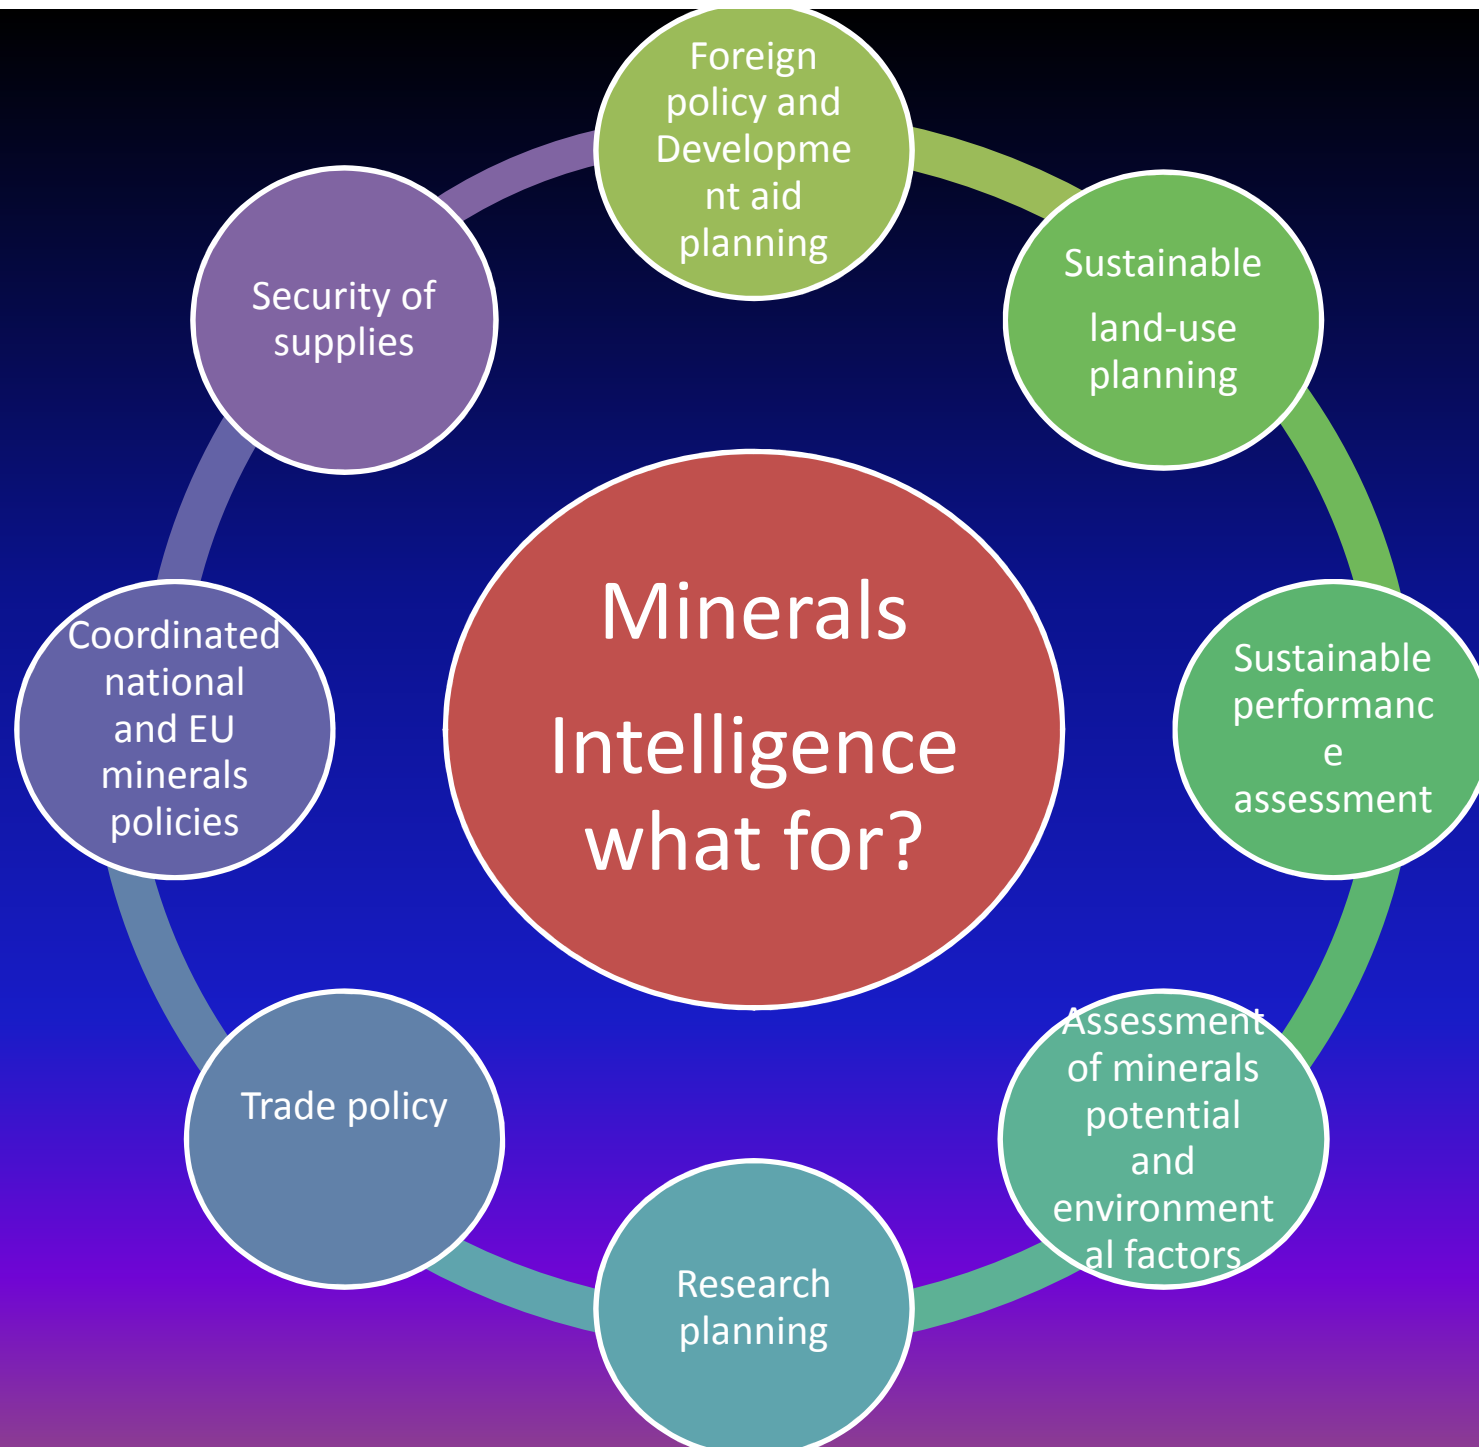 Foreign
policy and
Developme
nt aid
planning
Sustainable
land-use
planning
Sustainable
performanc
e
assessment
Assessment
of minerals
potential
and
environment
al factors
Research
planning
Trade policy
Coordinated
national
and EU
minerals
policies
Security of
supplies
Minerals
Intelligence
what for?